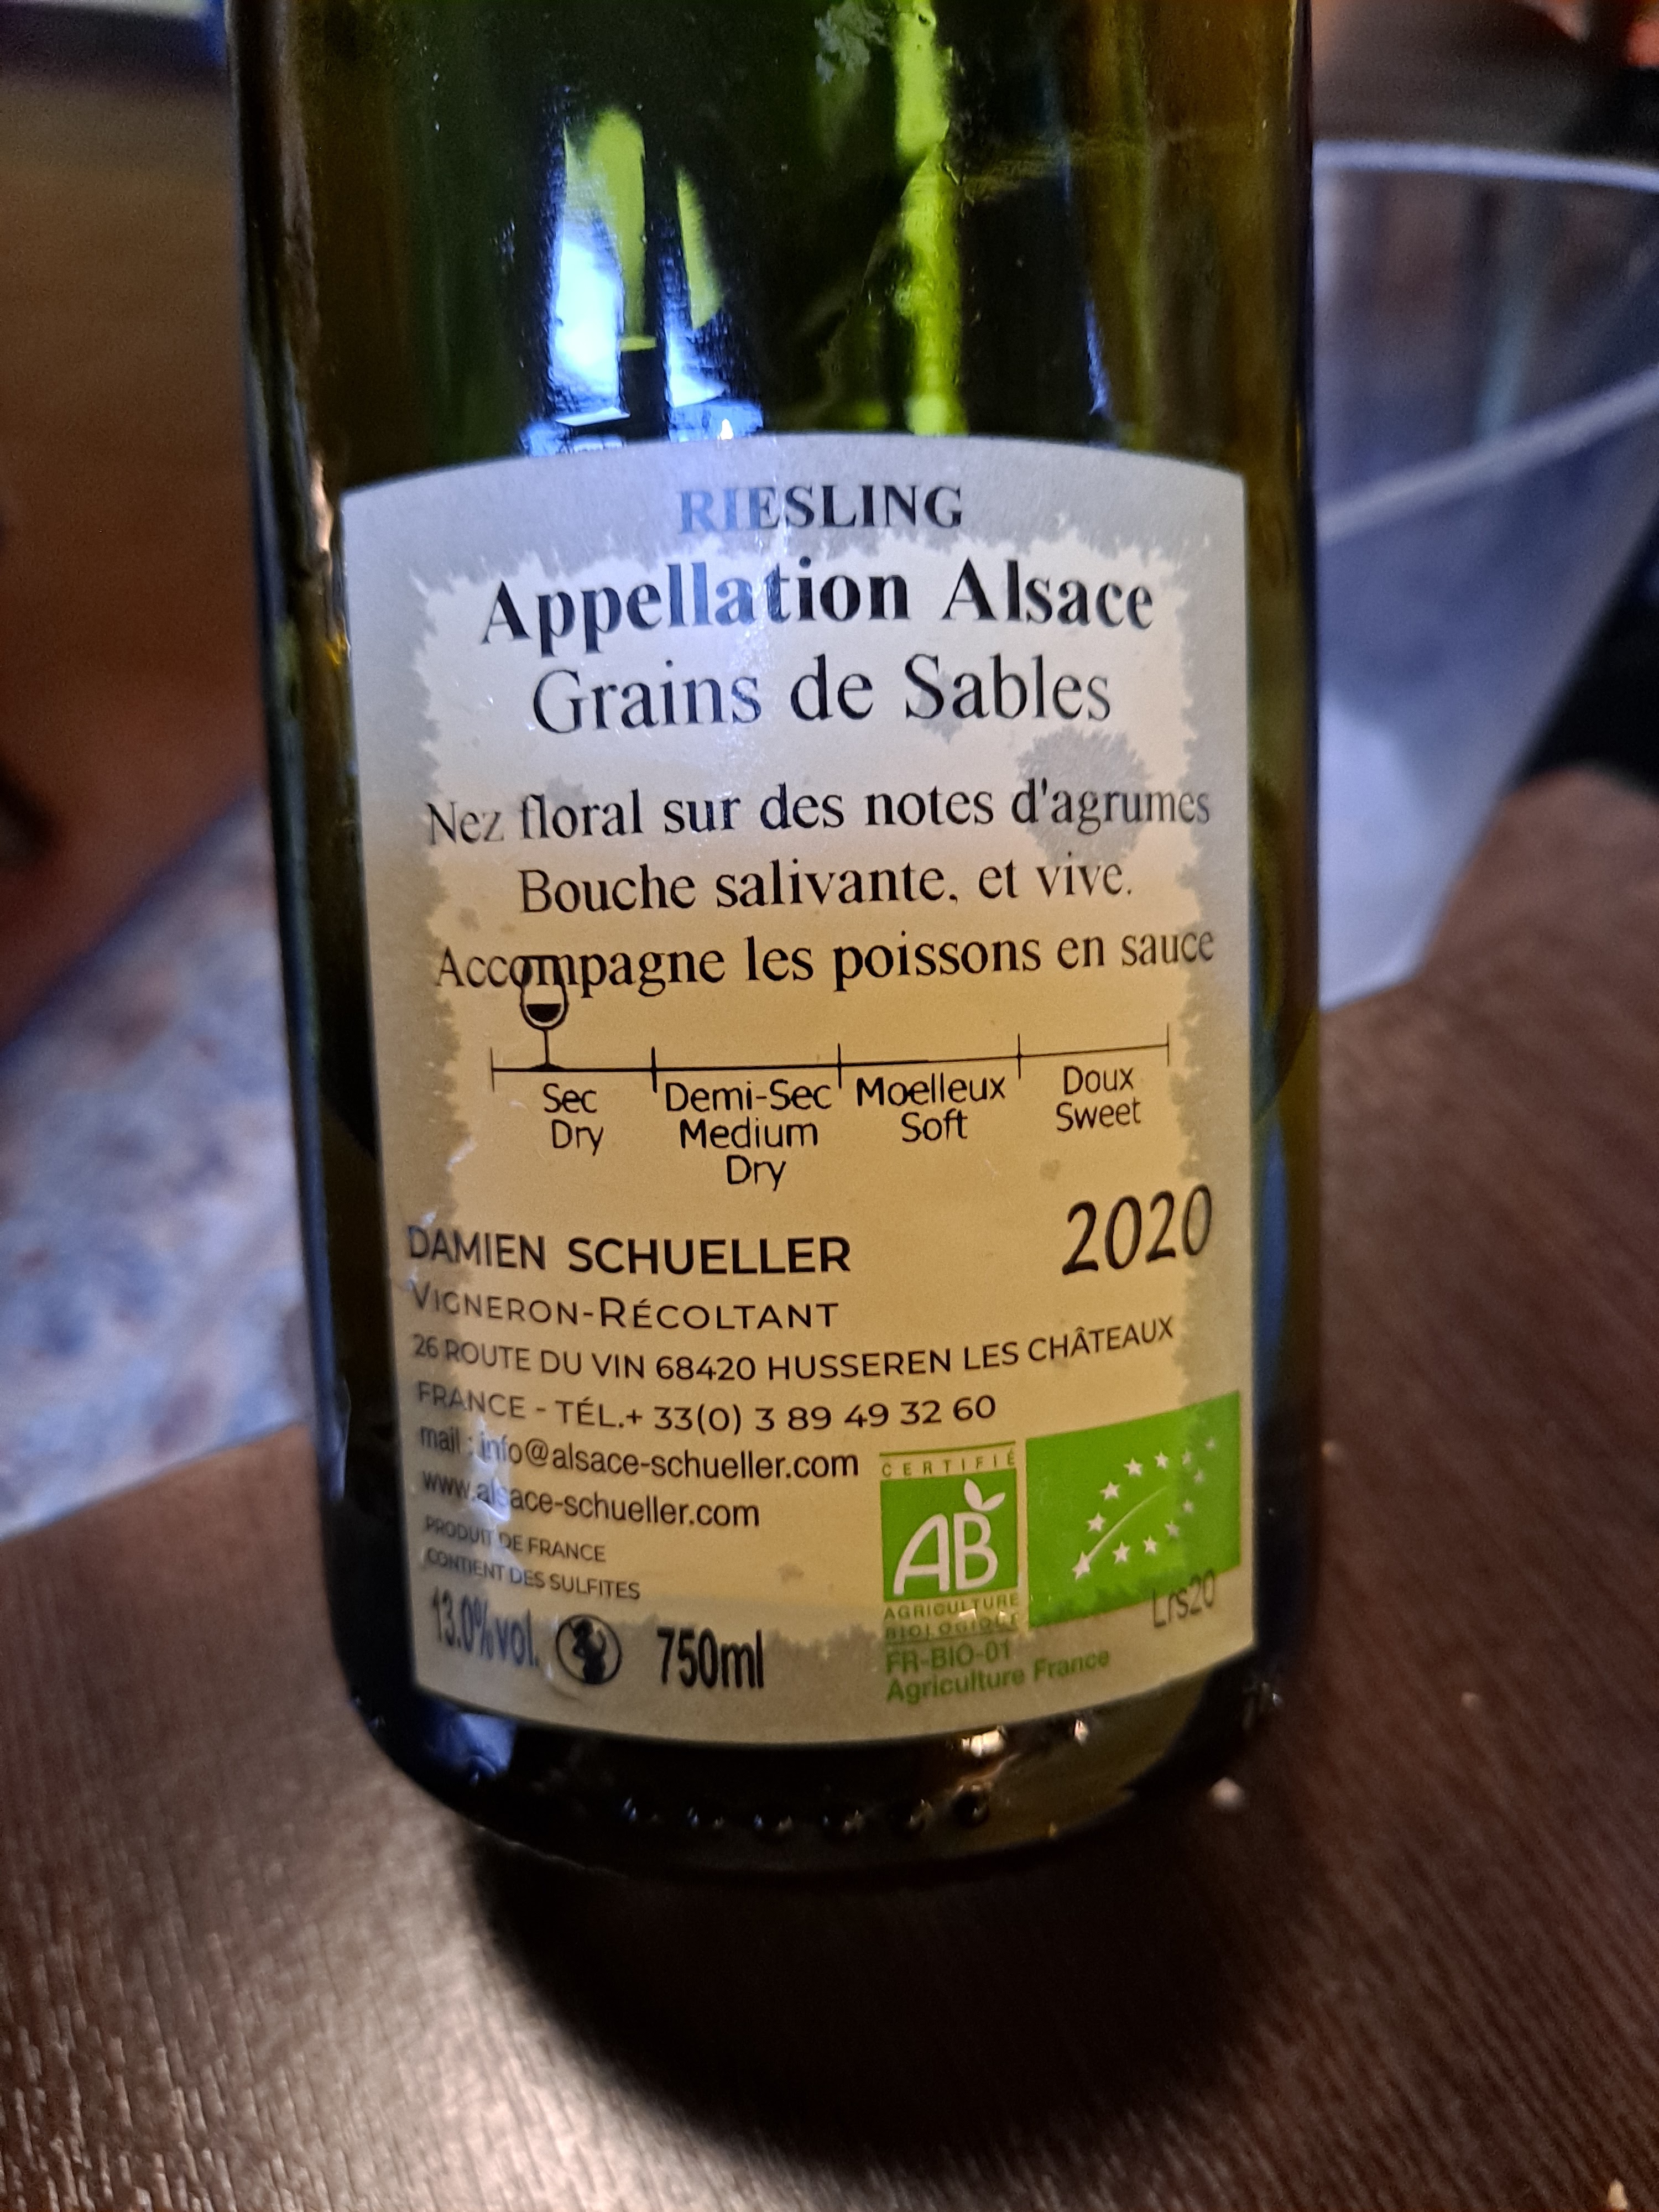 RIESLING
Appellation Alsace
Grains de Sables
Nez floral sur des notes d'agrumes
Bouche salivante, et vive.
Accompagne les poissons en sauce
Sec Demi-Sec Moelleux Doux
Dry Medium Soft Sweet
Dry
DAMIEN SCHUELLER 2020
VIGNERON-RÉCOLTANT
26 ROUTE DU VIN 68420 HUSSEREN LES CHÂTEAUX
FRANCE - TÉL.+ 33(0) 3 89 49 32 60
mail : info@alsace-schueller.com
www.alsace-schueller.com
PRODUIT DE FRANCE
CONTIENT DES SULFITES
13.0%vol. 750ml
CERTIFIÉ
AB
AGRICULTURE
BIOLOGIQUE
FR-BIO-01
Agriculture France
Lrs20